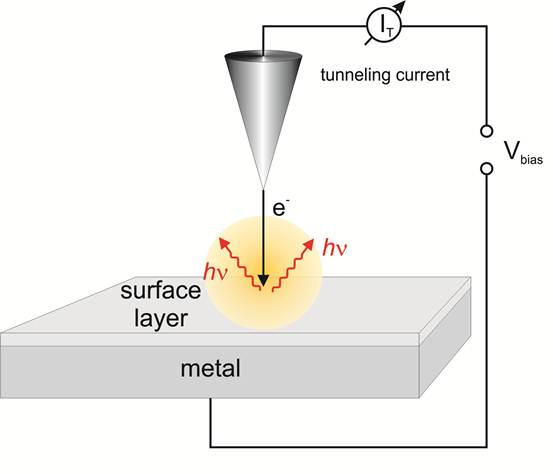 I_T
tunneling current
V_bias
e⁻
hν
hν
surface
layer
metal